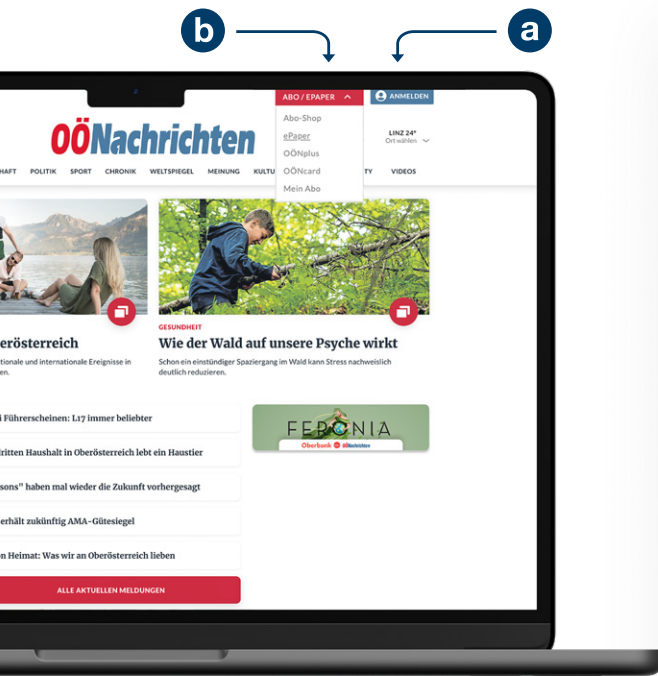 b
a
ABO / EPAPER
ANMELDEN
Abo-Shop
ePaper
OÖNplus
OÖNcard
Mein Abo
OÖNachrichten
LINZ 24°
Ort wählen
HAFT POLITIK SPORT CHRONIK WELTSPIEGEL MEINUNG KULTU TY VIDEOS
erösterreich
tionale und internationale Ereignisse in
en.
GESUNDHEIT
Wie der Wald auf unsere Psyche wirkt
Schon ein einstündiger Spaziergang im Wald kann Stress nachweislich
deutlich reduzieren.
i Führerscheinen: L17 immer beliebter
ritten Haushalt in Oberösterreich lebt ein Haustier
sons" haben mal wieder die Zukunft vorhergesagt
erhält zukünftig AMA-Gütesiegel
n Heimat: Was wir an Oberösterreich lieben
ALLE AKTUELLEN MELDUNGEN
FERONIA
Oberbank OÖNachrichten